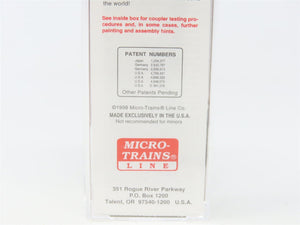 the world!
See inside box for coupler testing pro-
cedures and, in some cases, further
painting and assembly hints.
PATENT NUMBERS
Japan
Germany
Germany
U.S.A.
U.S.A.
U.S.A.
U.S.A.
Other Patents Pending
©1998 Micro-Trains® Line Co.
MADE EXCLUSIVELY IN THE U.S.A.
Not recommended for minors
MICRO-
TRAINS®
LINE
351 Rogue River Parkway
P.O. Box 1200
Talent, OR 97540-1200 U.S.A.